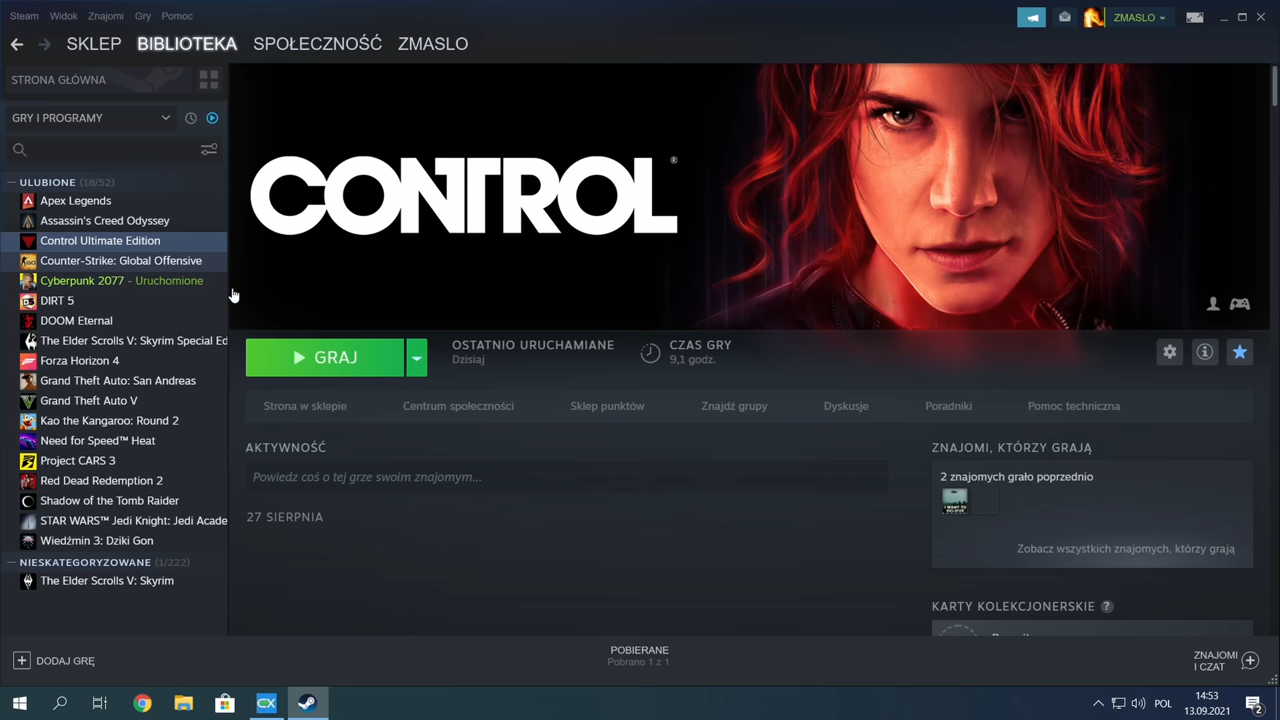 Steam Widok Znajomi Gry Pomoc
ZMASLO
SKLEP BIBLIOTEKA SPOŁECZNOŚĆ ZMASLO
STRONA GŁÓWNA
GRY I PROGRAMY
ULUBIONE (18/52)
Apex Legends
Assassin's Creed Odyssey
Control Ultimate Edition
Counter-Strike: Global Offensive
Cyberpunk 2077 - Uruchomione
DIRT 5
DOOM Eternal
The Elder Scrolls V: Skyrim Special Ed
Forza Horizon 4
Grand Theft Auto: San Andreas
Grand Theft Auto V
Kao the Kangaroo: Round 2
Need for Speed™ Heat
Project CARS 3
Red Dead Redemption 2
Shadow of the Tomb Raider
STAR WARS™ Jedi Knight: Jedi Acade
Wiedźmin 3: Dziki Gon
NIESKATEGORYZOWANE (1/222)
The Elder Scrolls V: Skyrim
CONTROL®
GRAJ
OSTATNIO URUCHAMIANE
Dzisiaj
CZAS GRY
9,1 godz.
Strona w sklepie Centrum społeczności Sklep punktów Znajdź grupy Dyskusje Poradniki Pomoc techniczna
AKTYWNOŚĆ
Powiedz coś o tej grze swoim znajomym...
27 SIERPNIA
ZNAJOMI, KTÓRZY GRAJĄ
2 znajomych grało poprzednio
Zobacz wszystkich znajomych, którzy grają
KARTY KOLEKCJONERSKIE ?
DODAJ GRĘ
POBIERANE
Pobrano 1 z 1
ZNAJOMI
I CZAT
CX
POL
14:53
13.09.2021
2